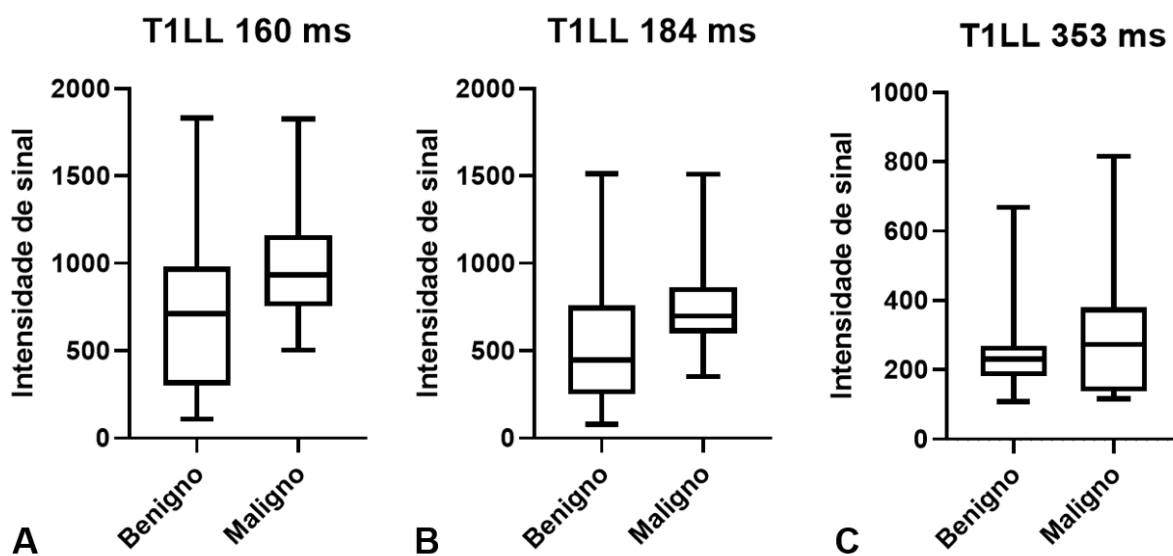 T1LL 160 ms
Intensidade de sinal
2000
1500
1000
500
0
Benigno
Maligno
A
T1LL 184 ms
Intensidade de sinal
2000
1500
1000
500
0
Benigno
Maligno
B
T1LL 353 ms
Intensidade de sinal
1000
800
600
400
200
0
Benigno
Maligno
C